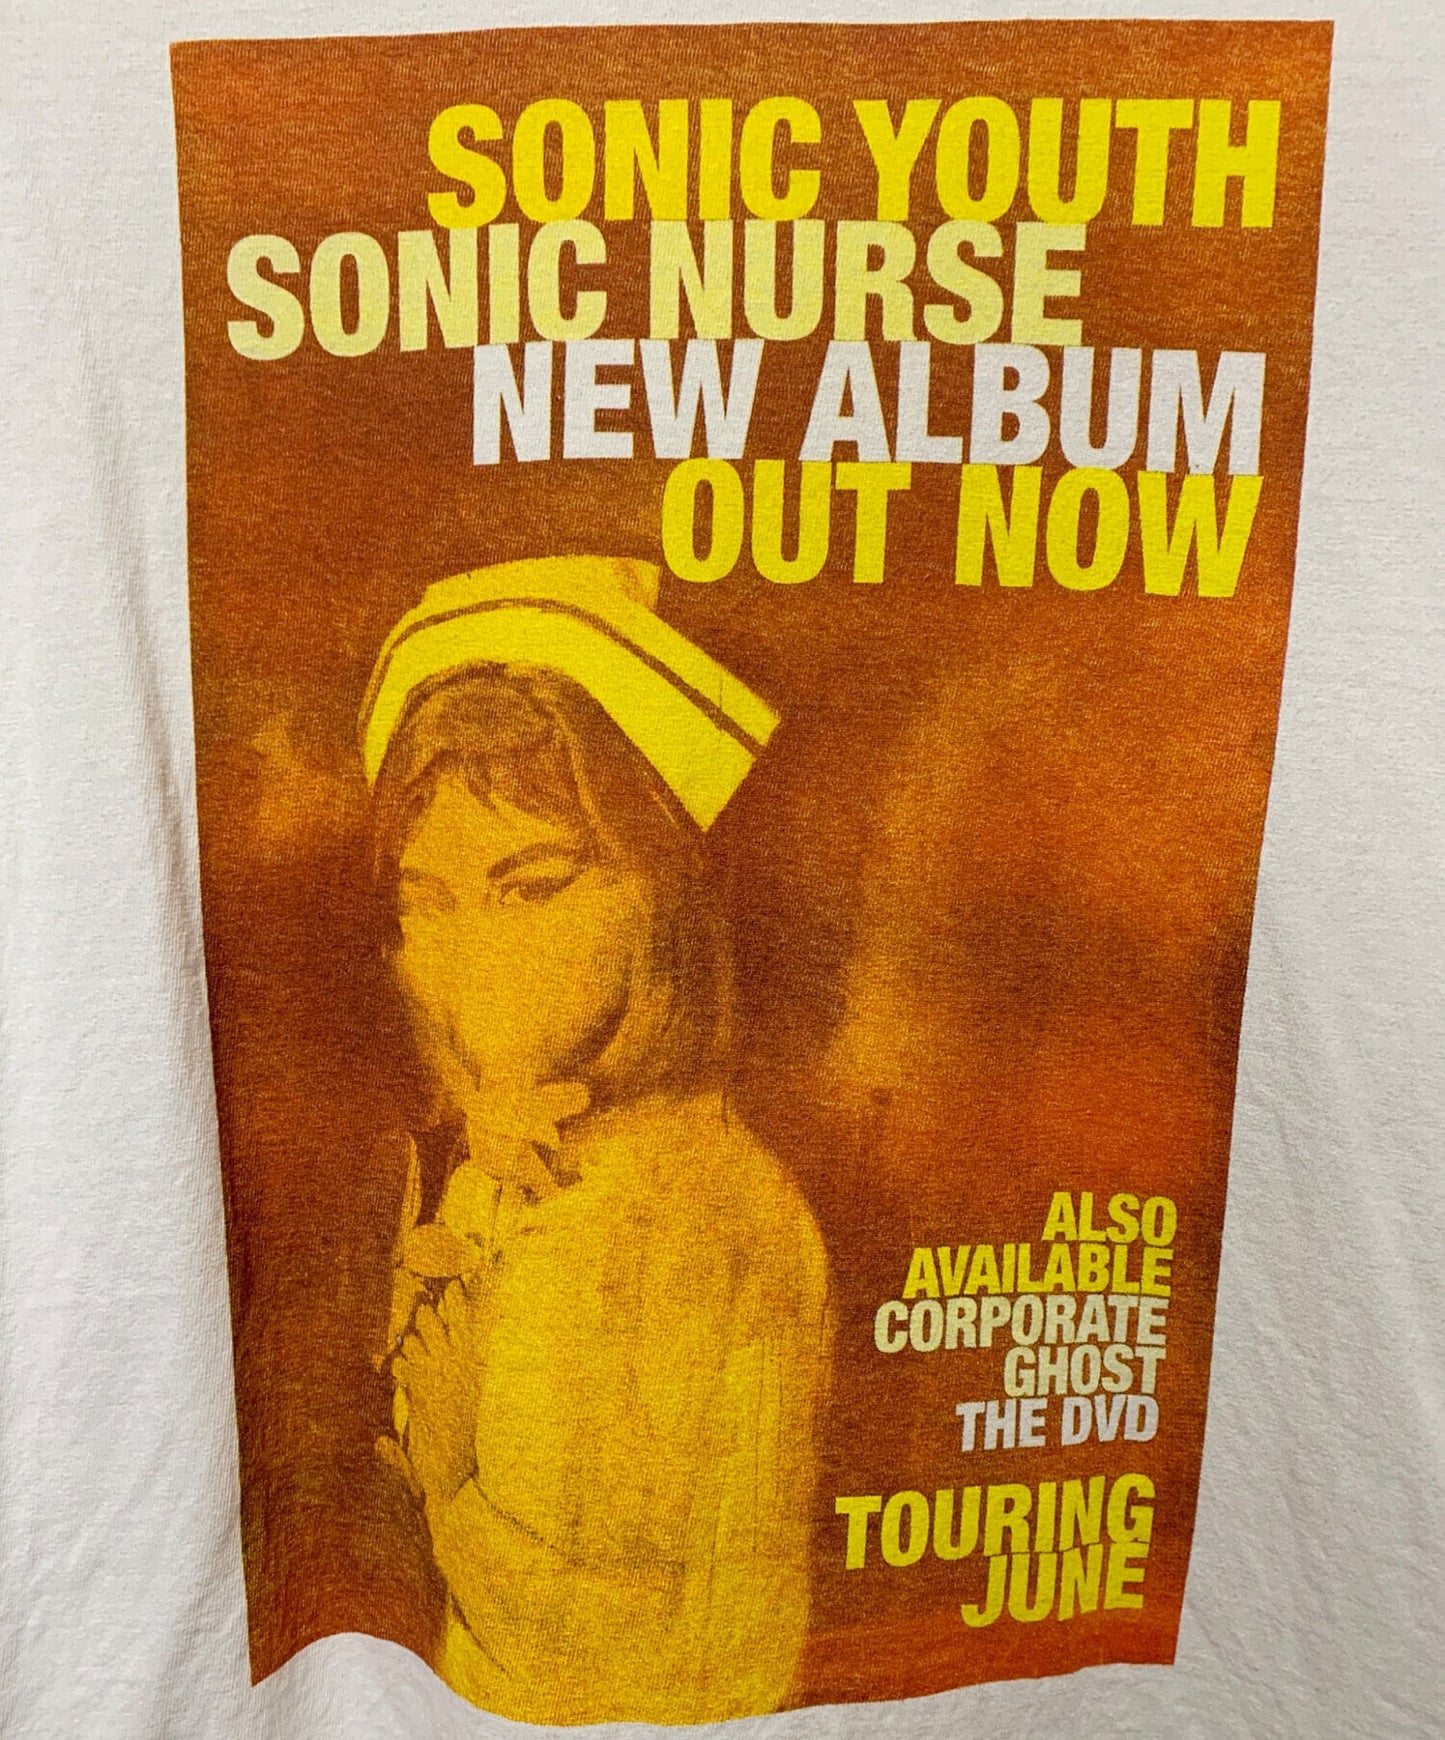 SONIC YOUTH
SONIC NURSE
NEW ALBUM
OUT NOW
ALSO
AVAILABLE
CORPORATE
GHOST
THE DVD
TOURING
JUNE